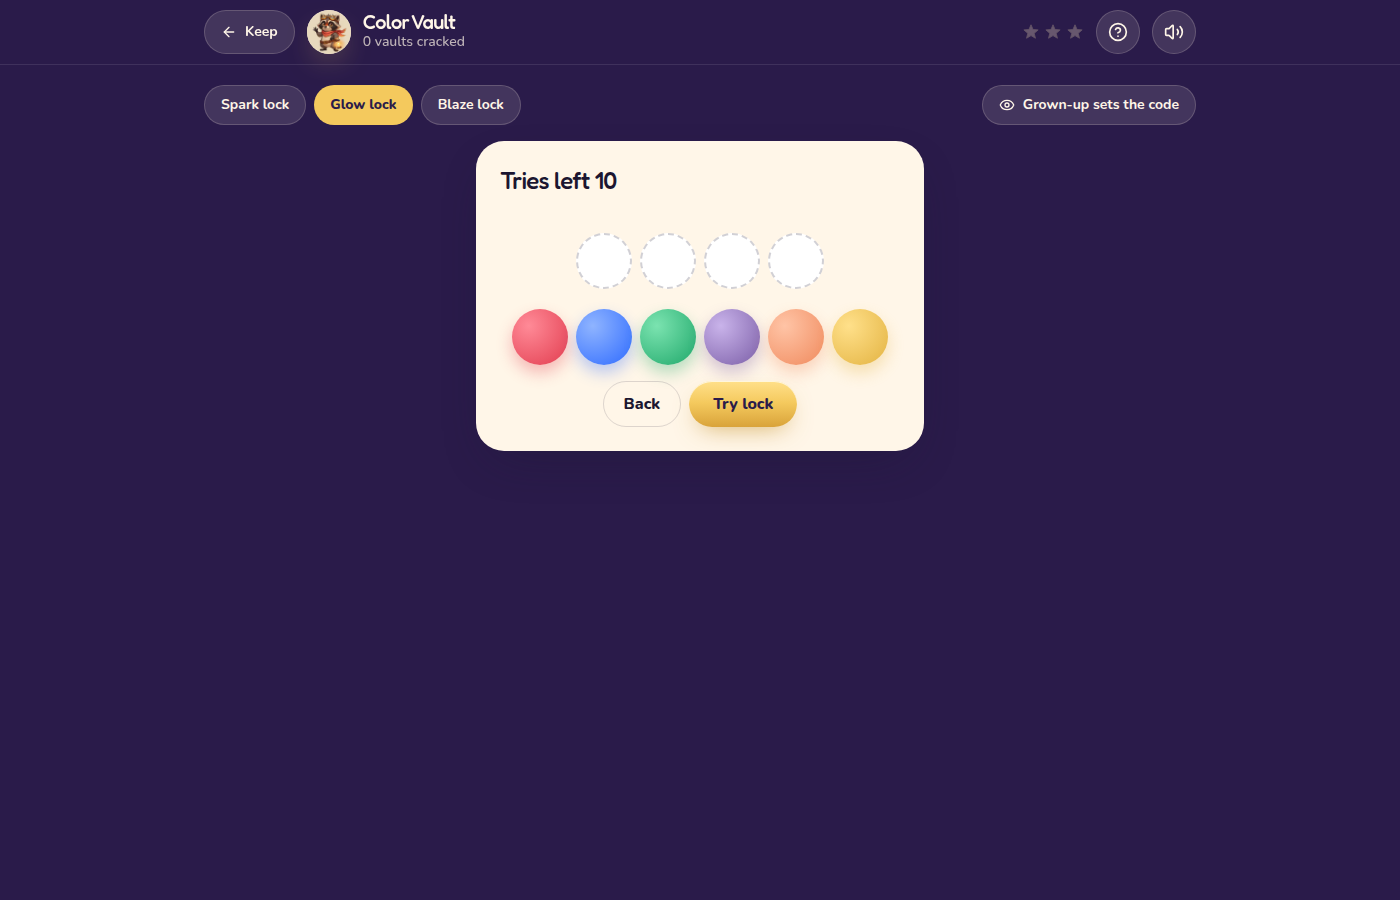 Keep
Color Vault
0 vaults cracked
Spark lock
Glow lock
Blaze lock
Grown-up sets the code
Tries left 10
Back
Try lock